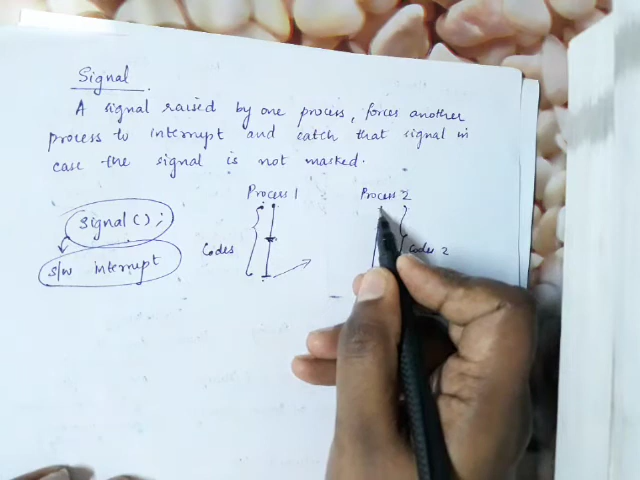 Signal
A signal raised by one process, forces another
process to interrupt and catch that signal in
case the signal is not masked.
Process 1 Process 2
Signal();
Codes Codes 2
s/w interrupt